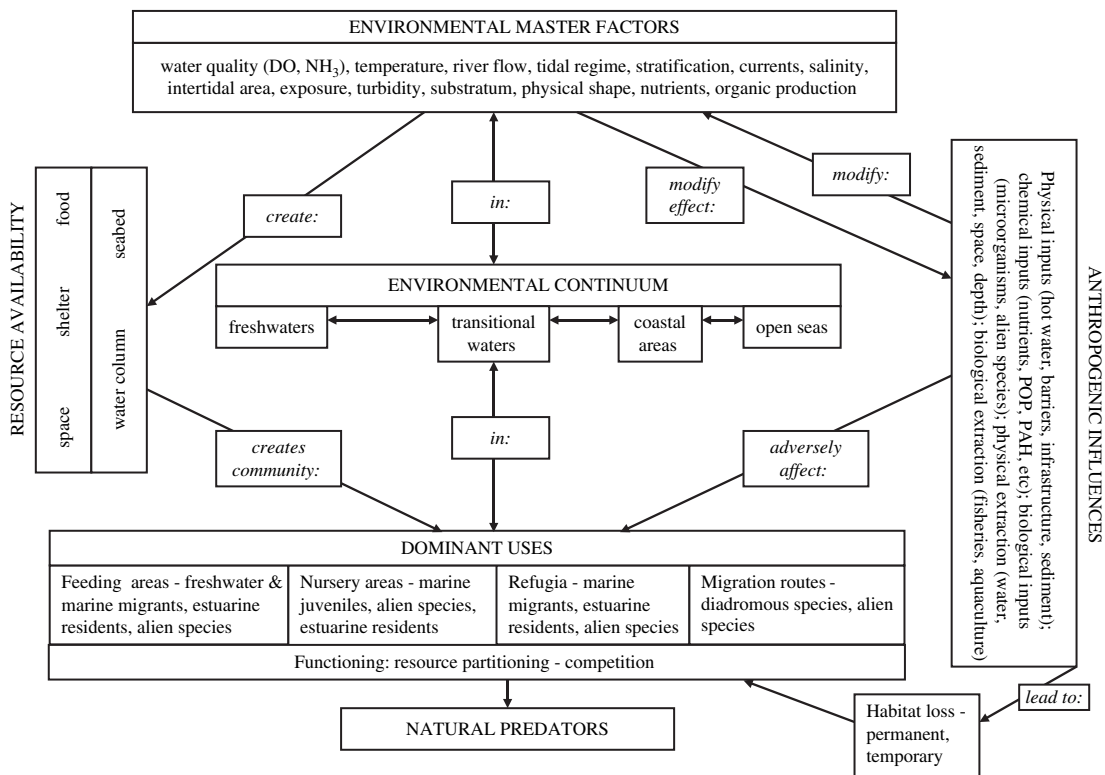 ENVIRONMENTAL MASTER FACTORS
water quality (DO, NH3), temperature, river flow, tidal regime, stratification, currents, salinity,
intertidal area, exposure, turbidity, substratum, physical shape, nutrients, organic production
create:
in:
modify
effect:
modify:
RESOURCE AVAILABILITY
space shelter food
water column seabed
ENVIRONMENTAL CONTINUUM
freshwaters
transitional
waters
coastal
areas
open seas
ANTHROPOGENIC INFLUENCES
Physical inputs (hot water, barriers, infrastructure, sediment);
chemical inputs (nutrients, POP, PAH, etc); biological inputs
(microorganisms, alien species); physical extraction (water,
sediment, space, depth); biological extraction (fisheries, aquaculture)
creates
community:
in:
adversely
affect:
DOMINANT USES
Feeding areas - freshwater &
marine migrants, estuarine
residents, alien species
Nursery areas - marine
juveniles, alien species,
estuarine residents
Refugia - marine
migrants, estuarine
residents, alien species
Migration routes -
diadromous species, alien
species
Functioning: resource partitioning - competition
NATURAL PREDATORS
lead to:
Habitat loss -
permanent,
temporary